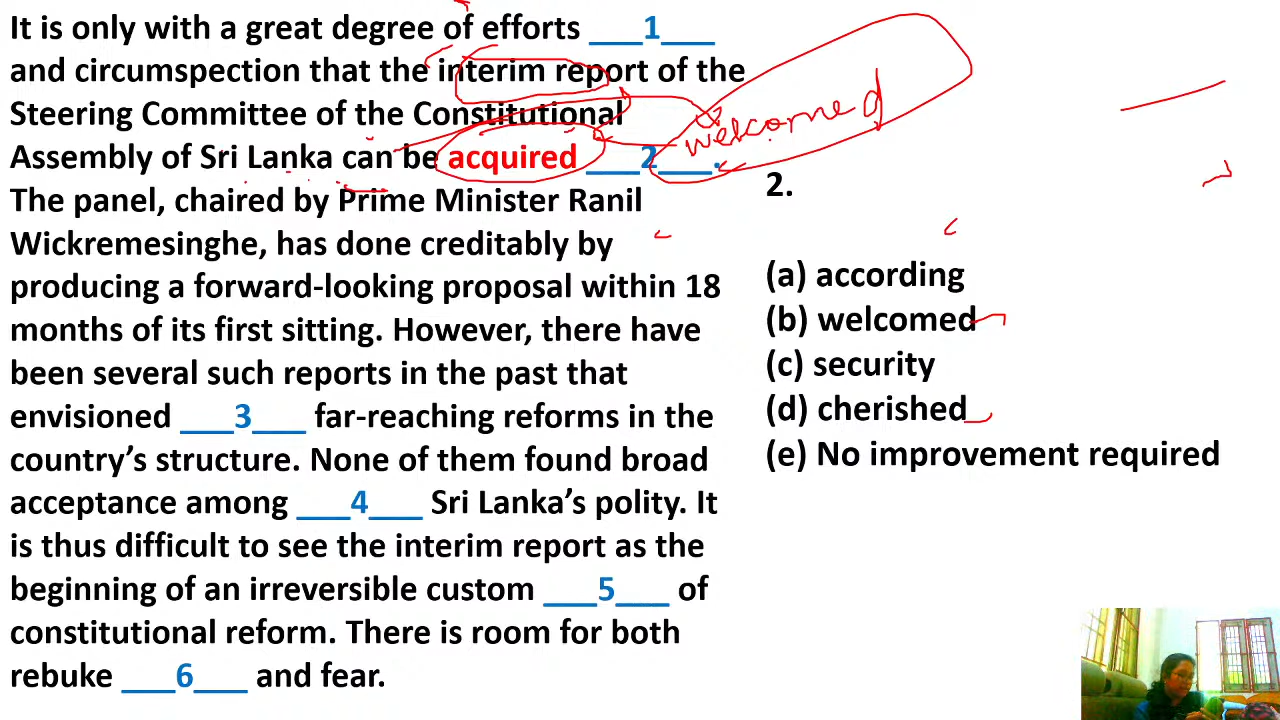 It is only with a great degree of efforts ___1___
and circumspection that the interim report of the
Steering Committee of the Constitutional
Assembly of Sri Lanka can be acquired ___2___.
The panel, chaired by Prime Minister Ranil
Wickremesinghe, has done creditably by
producing a forward-looking proposal within 18
months of its first sitting. However, there have
been several such reports in the past that
envisioned ___3___ far-reaching reforms in the
country’s structure. None of them found broad
acceptance among ___4___ Sri Lanka’s polity. It
is thus difficult to see the interim report as the
beginning of an irreversible custom ___5___ of
constitutional reform. There is room for both
rebuke ___6___ and fear.
welcomed
2.
(a) according
(b) welcomed
(c) security
(d) cherished
(e) No improvement required